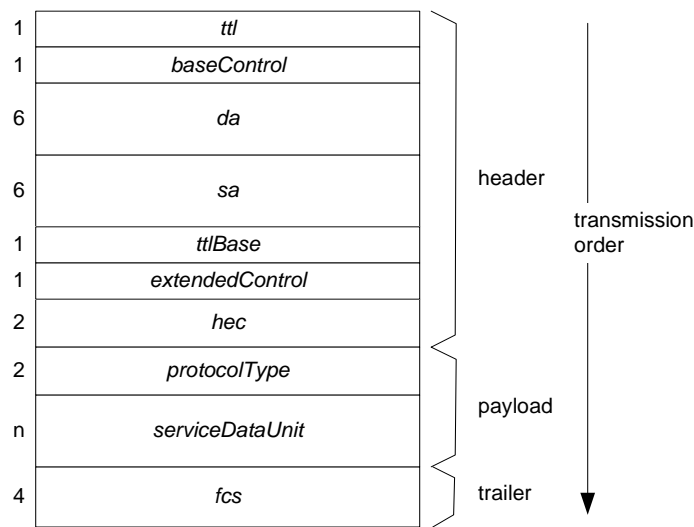 1 ttl
1 baseControl
6 da
6 sa
header
transmission
order
1 ttlBase
1 extendedControl
2 hec
2 protocolType
payload
n serviceDataUnit
4 fcs
trailer